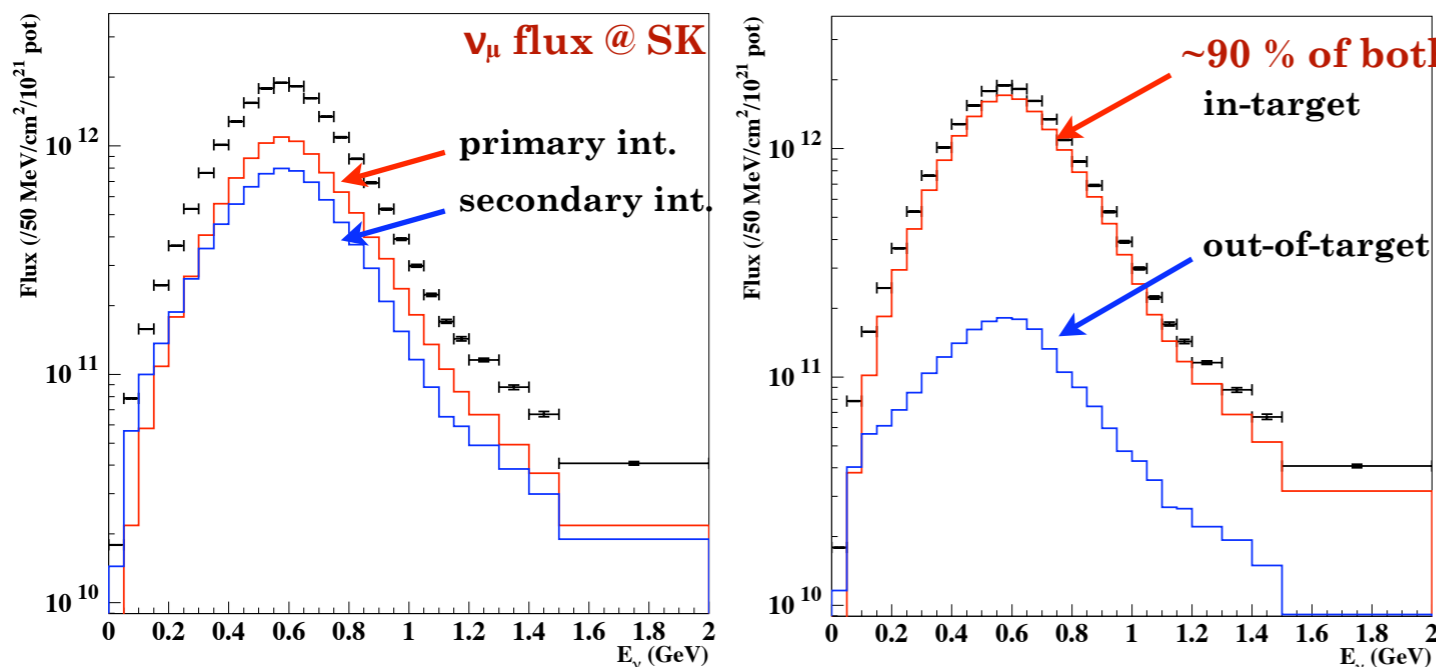 ν_μ flux @ SK
primary int.
secondary int.
Flux (/50 MeV/cm²/10²¹ pot)
10¹²
10¹¹
10¹⁰
0 0.2 0.4 0.6 0.8 1 1.2 1.4 1.6 1.8 2
E_ν (GeV)
~90 % of both
in-target
out-of-target
Flux (/50 MeV/cm²/10²¹ pot)
10¹²
10¹¹
10¹⁰
0 0.2 0.4 0.6 0.8 1 1.2 1.4 1.6 1.8 2
E_ν (GeV)